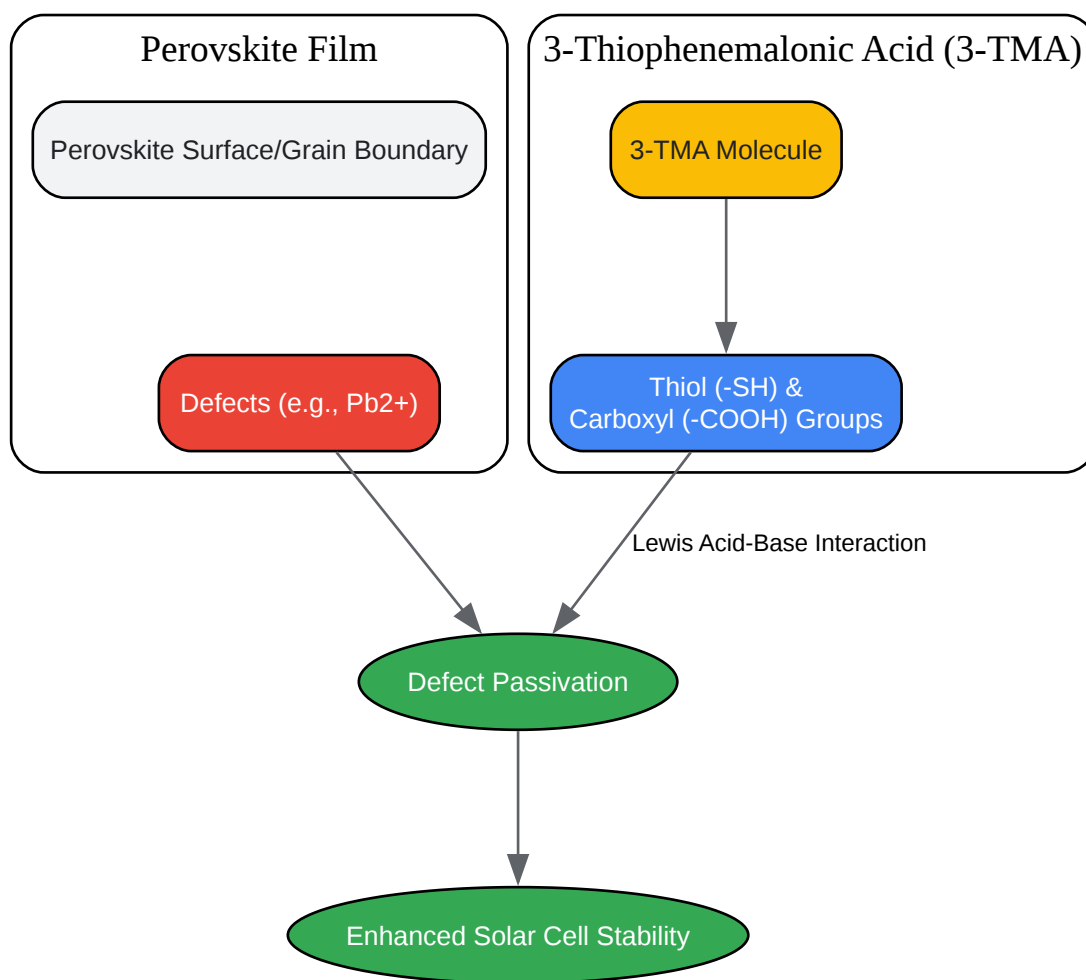 Perovskite Film
3-Thiophenemalonic Acid (3-TMA)
Perovskite Surface/Grain Boundary
3-TMA Molecule
Defects (e.g., Pb2+)
Thiol (-SH) &
Carboxyl (-COOH) Groups
Lewis Acid-Base Interaction
Defect Passivation
Enhanced Solar Cell Stability